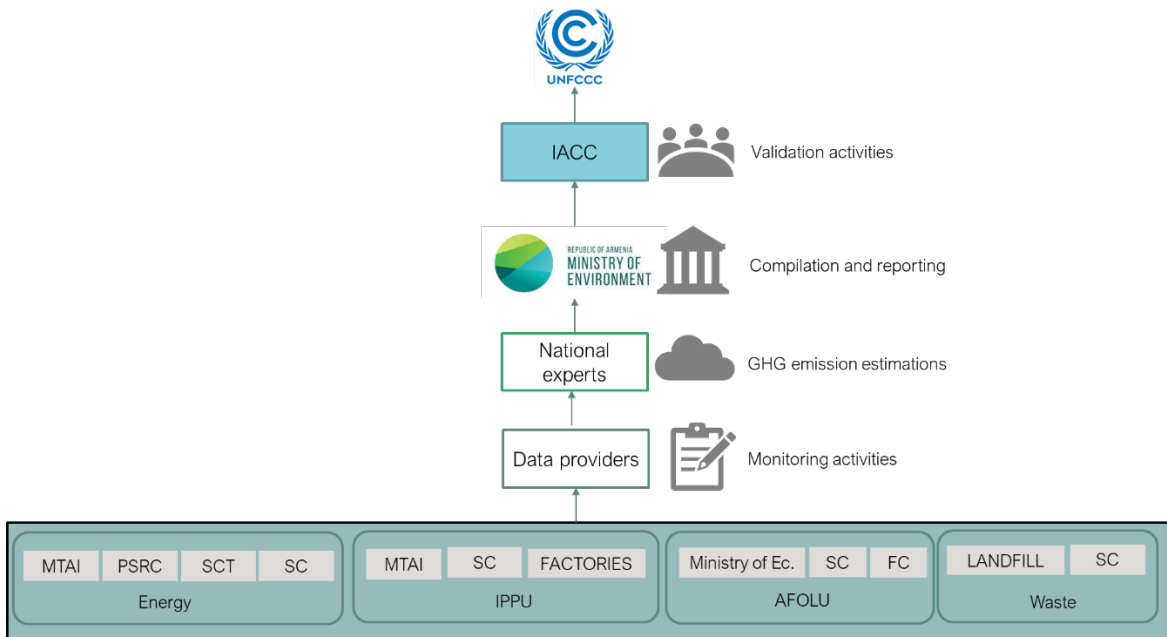 UNFCCC
IACC
Validation activities
REPUBLIC OF ARMENIA
MINISTRY OF
ENVIRONMENT
Compilation and reporting
National
experts
GHG emission estimations
Data providers
Monitoring activities
MTAI PSRC SCT SC
Energy
MTAI SC FACTORIES
IPPU
Ministry of Ec. SC FC
AFOLU
LANDFILL SC
Waste